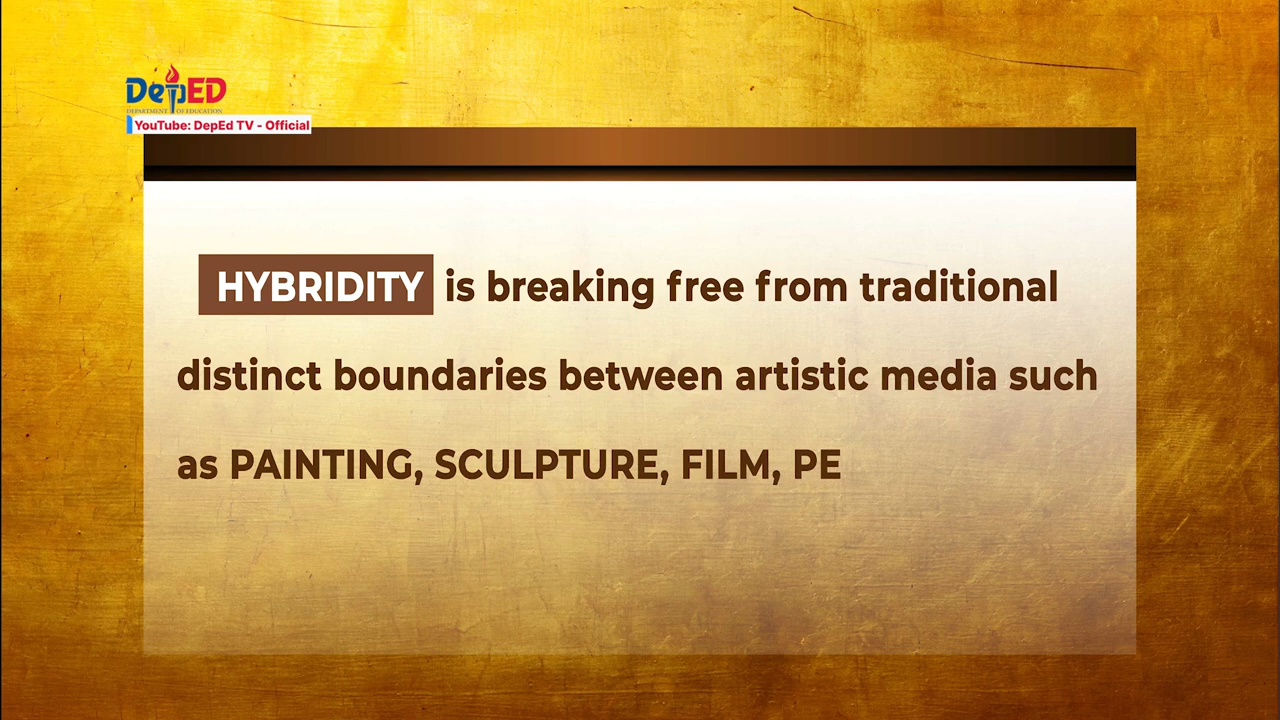 DepED
DEPARTMENT OF EDUCATION
YouTube: DepEd TV - Official
HYBRIDITY is breaking free from traditional
distinct boundaries between artistic media such
as PAINTING, SCULPTURE, FILM, PE